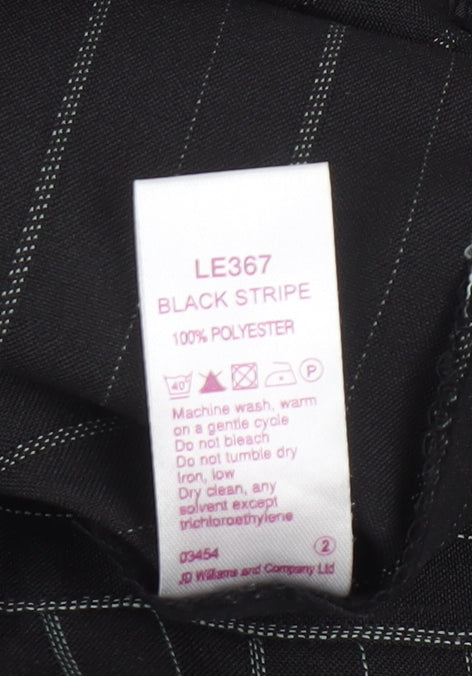 LE367
BLACK STRIPE
100% POLYESTER
40° P
Machine wash, warm
on a gentle cycle
Do not bleach
Do not tumble dry
Iron, low
Dry clean, any
solvent except
trichloroethylene
03454 2
JD Williams and Company Ltd